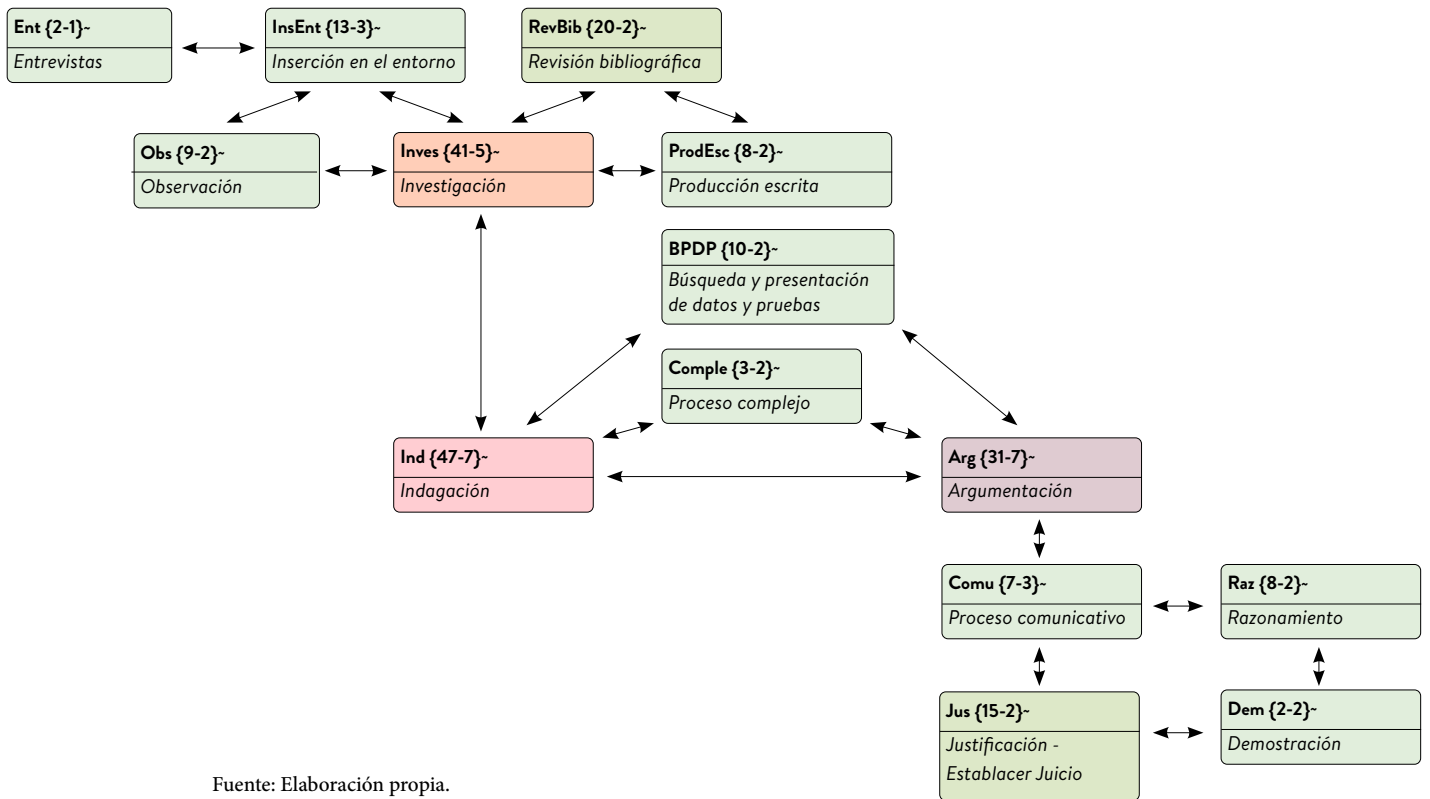 Ent {2-1}~
Entrevistas
InsEnt {13-3}~
Inserción en el entorno
RevBib {20-2}~
Revisión bibliográfica
Obs {9-2}~
Observación
Inves {41-5}~
Investigación
ProdEsc {8-2}~
Producción escrita
BPDP {10-2}~
Búsqueda y presentación
de datos y pruebas
Comple {3-2}~
Proceso complejo
Ind {47-7}~
Indagación
Arg {31-7}~
Argumentación
Comu {7-3}~
Proceso comunicativo
Raz {8-2}~
Razonamiento
Jus {15-2}~
Justificación -
Establacer Juicio
Dem {2-2}~
Demostración
Fuente: Elaboración propia.